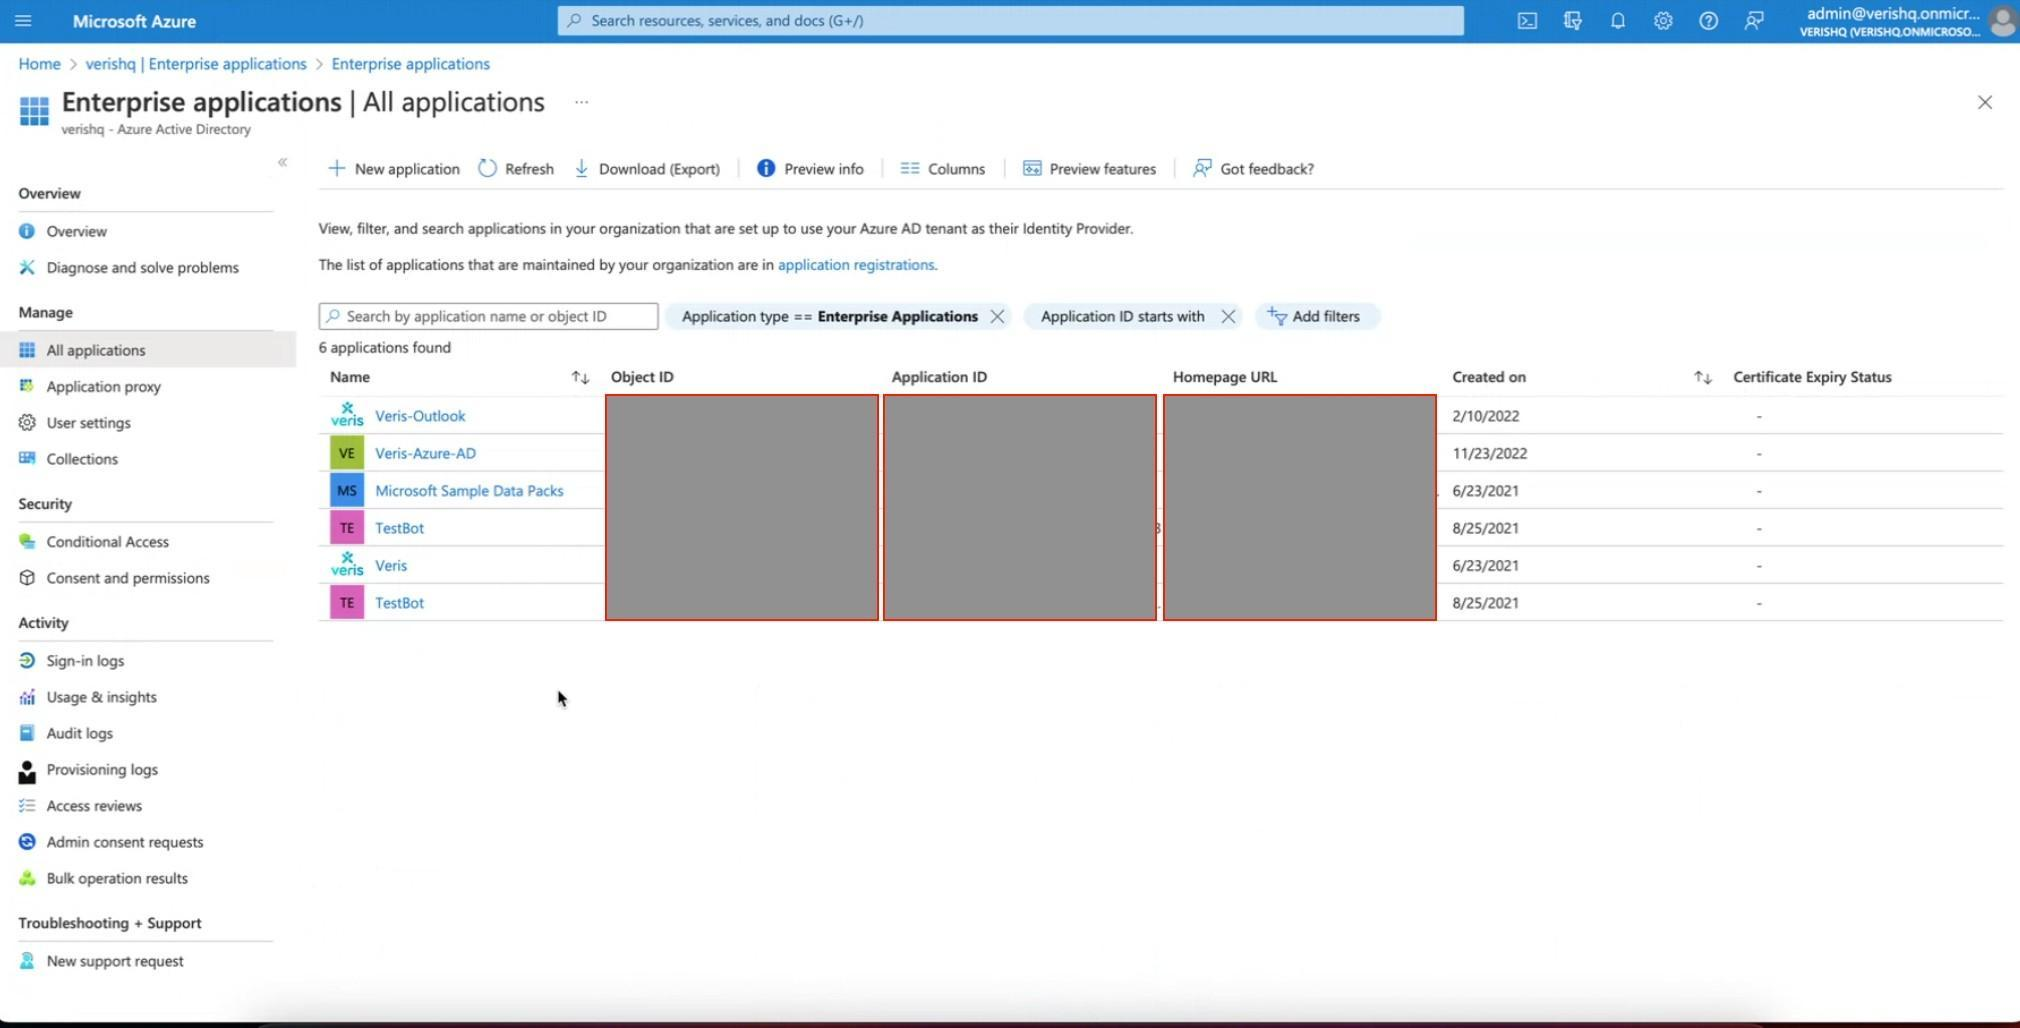 Microsoft Azure
Search resources, services, and docs (G+/)
admin@verishq.onmicr...
VERISHQ (VERISHQ.ONMICROSO...
Home > verishq | Enterprise applications > Enterprise applications
Enterprise applications | All applications ...
verishq - Azure Active Directory
«
New application Refresh Download (Export) Preview info Columns Preview features Got feedback?
Overview
Overview
Diagnose and solve problems
Manage
All applications
Application proxy
User settings
Collections
Security
Conditional Access
Consent and permissions
Activity
Sign-in logs
Usage & insights
Audit logs
Provisioning logs
Access reviews
Admin consent requests
Bulk operation results
Troubleshooting + Support
New support request
View, filter, and search applications in your organization that are set up to use your Azure AD tenant as their Identity Provider.
The list of applications that are maintained by your organization are in application registrations.
Search by application name or object ID Application type == Enterprise Applications Application ID starts with Add filters
6 applications found
Name Object ID Application ID Homepage URL Created on Certificate Expiry Status
veris Veris-Outlook 2/10/2022 -
VE Veris-Azure-AD 11/23/2022 -
MS Microsoft Sample Data Packs 6/23/2021 -
TE TestBot 8/25/2021 -
veris Veris 6/23/2021 -
TE TestBot 8/25/2021 -